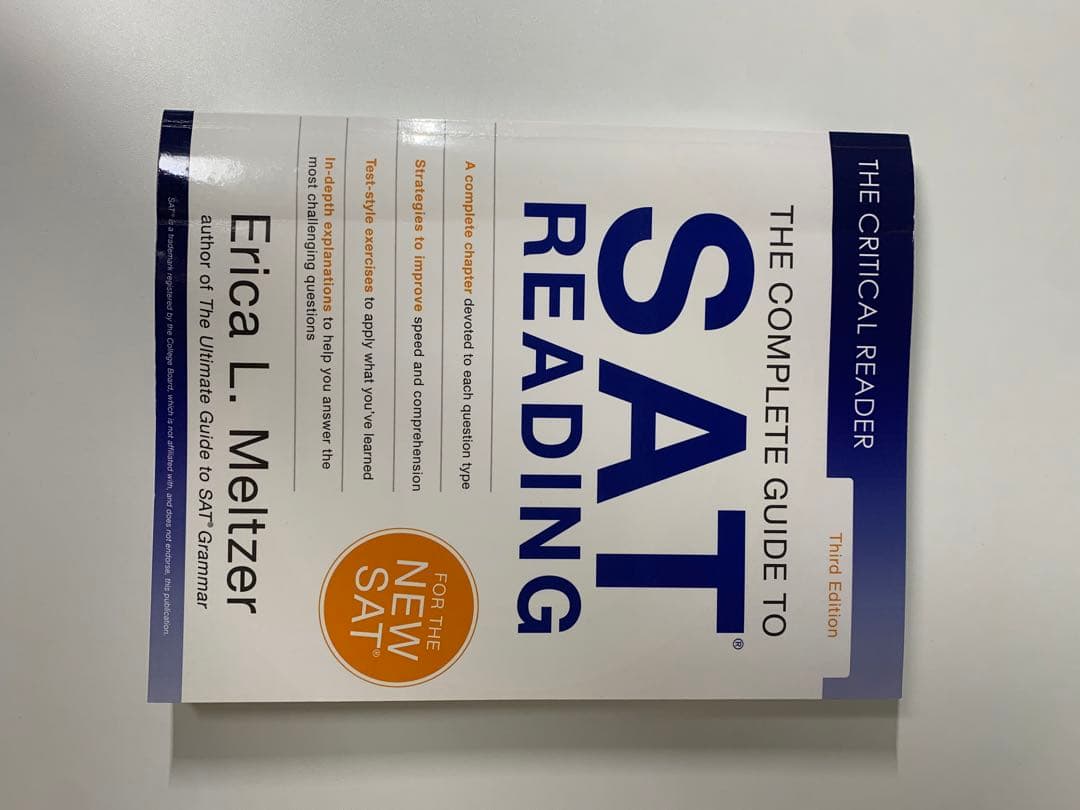 THE CRITICAL READER
Third Edition
THE COMPLETE GUIDE TO
SAT®
READING
A complete chapter devoted to each question type
Strategies to improve speed and comprehension
Test-style exercises to apply what you've learned
In-depth explanations to help you answer the
most challenging questions
FOR THE
NEW
SAT®
Erica L. Meltzer
author of The Ultimate Guide to SAT® Grammar
SAT® is a trademark registered by the College Board, which is not affiliated with, and does not endorse, this publication.